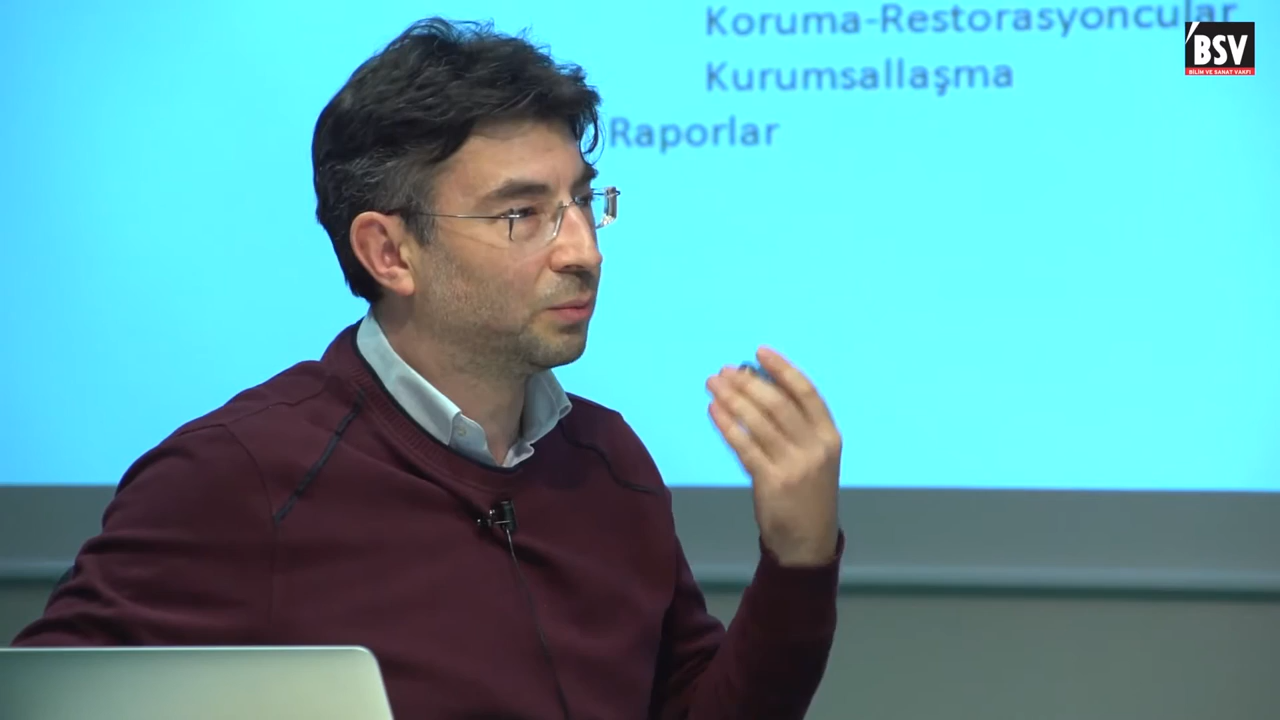 Koruma-Restorasyoncular
Kurumsallaşma
Raporlar
BSV
BİLİM VE SANAT VAKFI